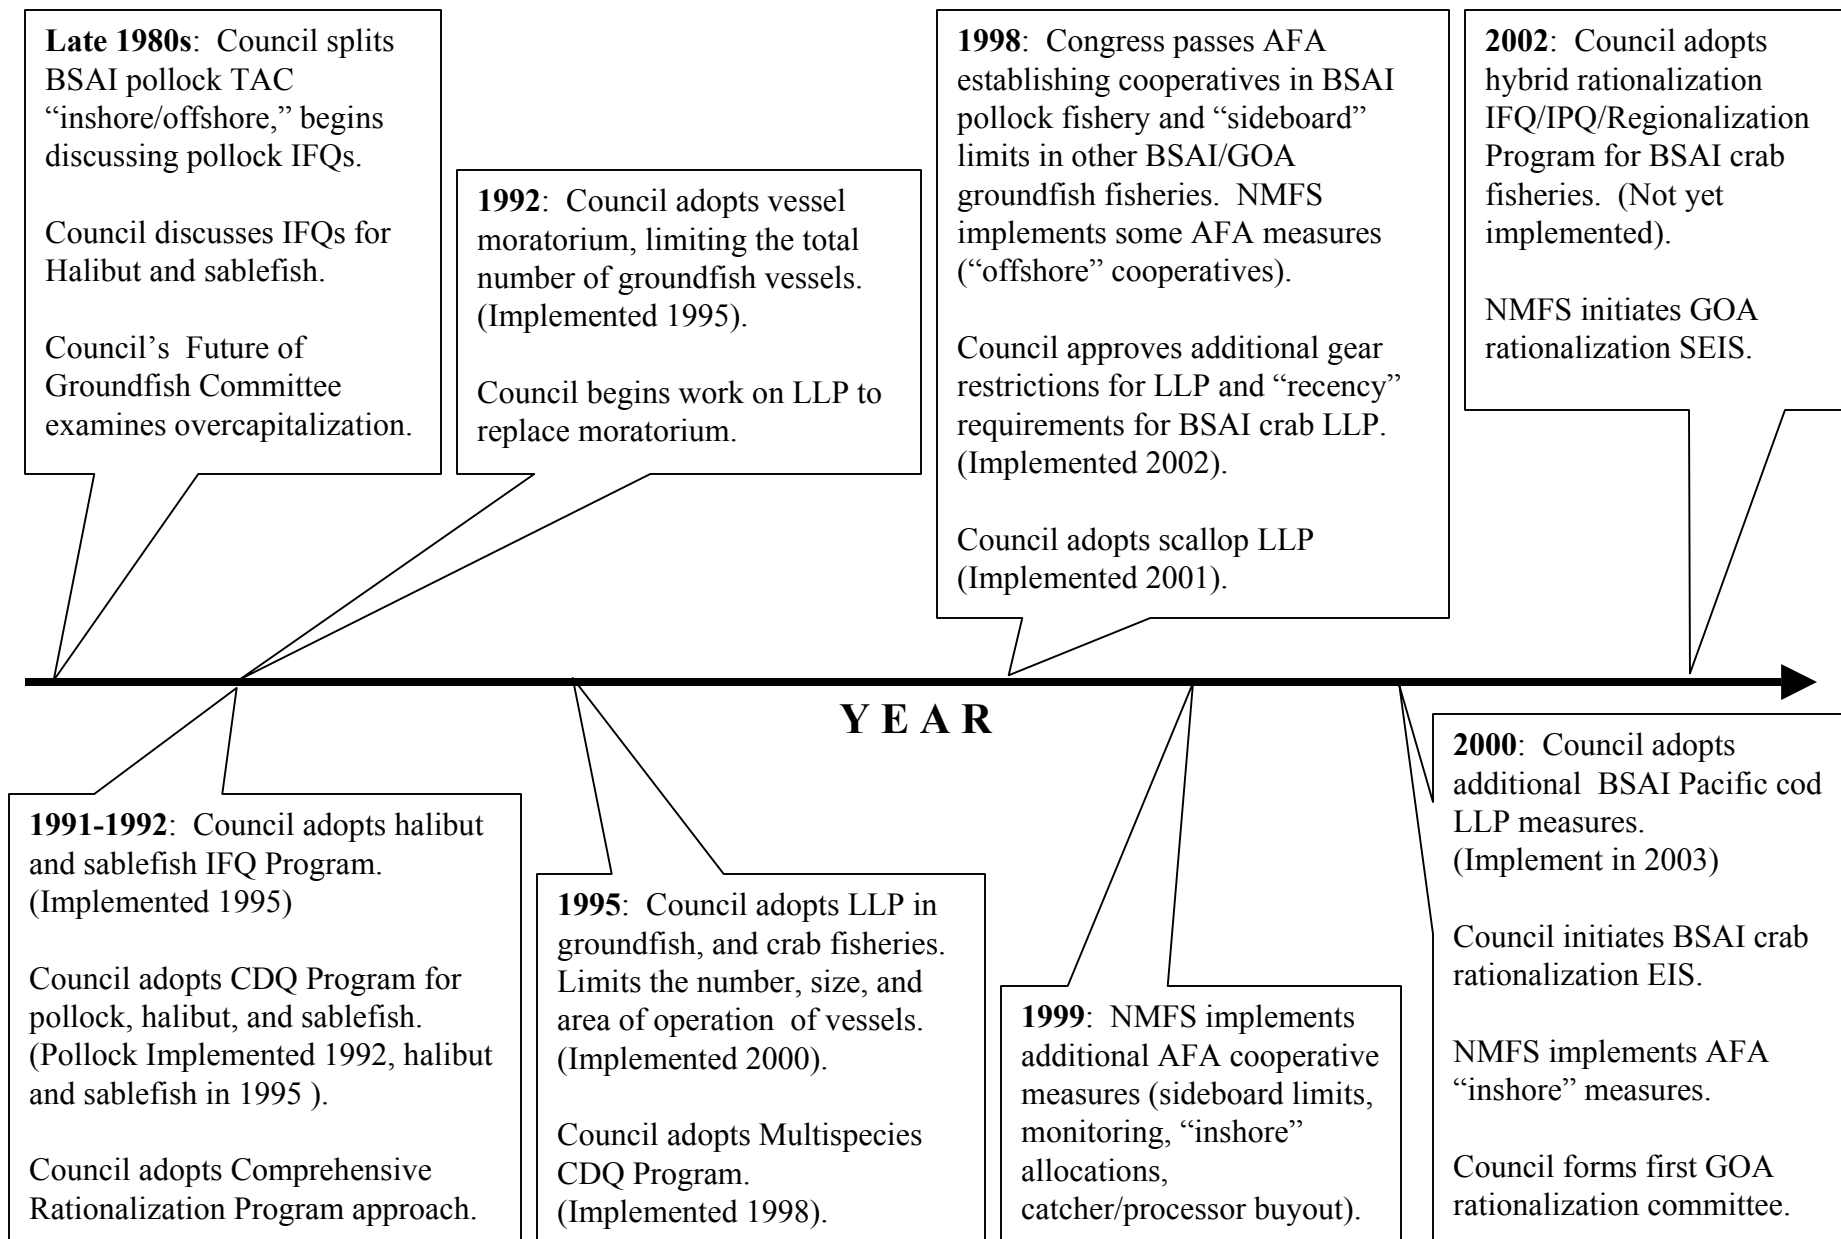 Late 1980s: Council splits
BSAI pollock TAC
“inshore/offshore,” begins
discussing pollock IFQs.
Council discusses IFQs for
Halibut and sablefish.
Council’s Future of
Groundfish Committee
examines overcapitalization.
1992: Council adopts vessel
moratorium, limiting the total
number of groundfish vessels.
(Implemented 1995).
Council begins work on LLP to
replace moratorium.
1998: Congress passes AFA
establishing cooperatives in BSAI
pollock fishery and “sideboard”
limits in other BSAI/GOA
groundfish fisheries. NMFS
implements some AFA measures
(“offshore” cooperatives).
Council approves additional gear
restrictions for LLP and “recency”
requirements for BSAI crab LLP.
(Implemented 2002).
Council adopts scallop LLP
(Implemented 2001).
2002: Council adopts
hybrid rationalization
IFQ/IPQ/Regionalization
Program for BSAI crab
fisheries. (Not yet
implemented).
NMFS initiates GOA
rationalization SEIS.
Y E A R
1991-1992: Council adopts halibut
and sablefish IFQ Program.
(Implemented 1995)
Council adopts CDQ Program for
pollock, halibut, and sablefish.
(Pollock Implemented 1992, halibut
and sablefish in 1995 ).
Council adopts Comprehensive
Rationalization Program approach.
1995: Council adopts LLP in
groundfish, and crab fisheries.
Limits the number, size, and
area of operation of vessels.
(Implemented 2000).
Council adopts Multispecies
CDQ Program.
(Implemented 1998).
1999: NMFS implements
additional AFA cooperative
measures (sideboard limits,
monitoring, “inshore”
allocations,
catcher/processor buyout).
2000: Council adopts
additional BSAI Pacific cod
LLP measures.
(Implement in 2003)
Council initiates BSAI crab
rationalization EIS.
NMFS implements AFA
“inshore” measures.
Council forms first GOA
rationalization committee.